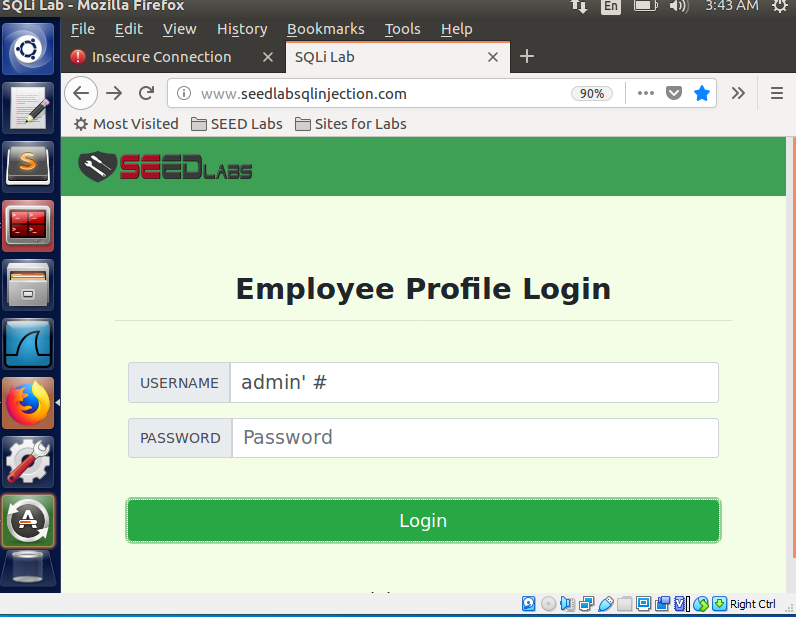 SQLi Lab - Mozilla Firefox
En
3:43 AM
File Edit View History Bookmarks Tools Help
Insecure Connection
SQLi Lab
www.seedlabsqlinjection.com
90%
Most Visited SEED Labs Sites for Labs
SEEDLABS
Employee Profile Login
USERNAME admin' #
PASSWORD Password
Login
Right Ctrl